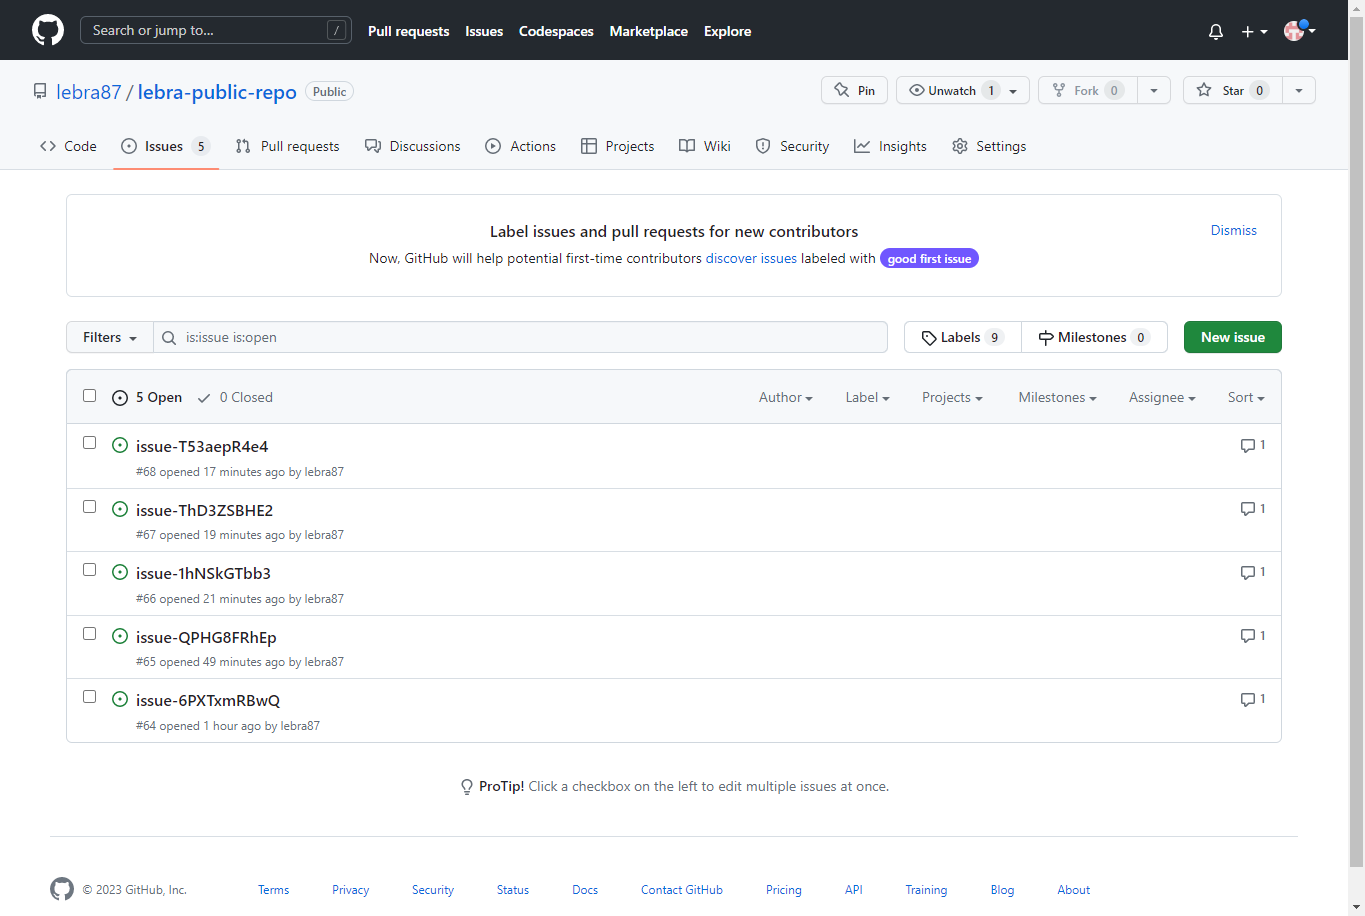 Search or jump to... / Pull requests Issues Codespaces Marketplace Explore
lebra87 / lebra-public-repo Public Pin Unwatch 1 Fork 0 Star 0
Code Issues 5 Pull requests Discussions Actions Projects Wiki Security Insights Settings
Label issues and pull requests for new contributors
Dismiss
Now, GitHub will help potential first-time contributors discover issues labeled with good first issue
Filters is:issue is:open Labels 9 Milestones 0 New issue
5 Open 0 Closed Author Label Projects Milestones Assignee Sort
issue-T53aepR4e4 1
#68 opened 17 minutes ago by lebra87
issue-ThD3ZSBHE2 1
#67 opened 19 minutes ago by lebra87
issue-1hNSkGTbb3 1
#66 opened 21 minutes ago by lebra87
issue-QPHG8FRhEp 1
#65 opened 49 minutes ago by lebra87
issue-6PXTxmRBwQ 1
#64 opened 1 hour ago by lebra87
ProTip! Click a checkbox on the left to edit multiple issues at once.
© 2023 GitHub, Inc. Terms Privacy Security Status Docs Contact GitHub Pricing API Training Blog About